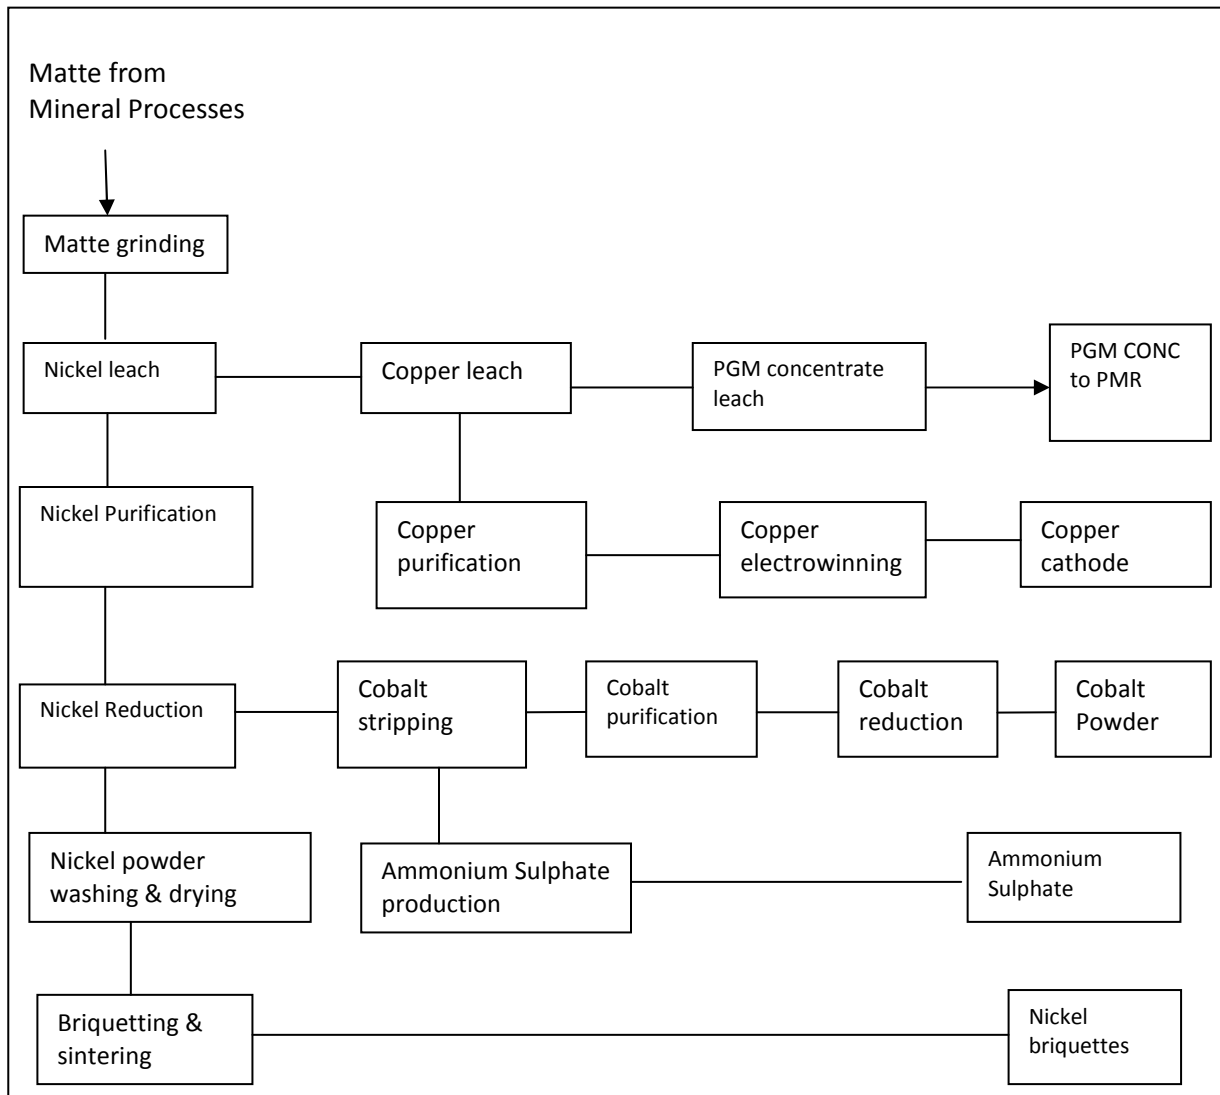 Matte from
Mineral Processes
Matte grinding
Nickel leach
Copper leach
PGM concentrate
leach
PGM CONC
to PMR
Nickel Purification
Copper
purification
Copper
electrowinning
Copper
cathode
Nickel Reduction
Cobalt
stripping
Cobalt
purification
Cobalt
reduction
Cobalt
Powder
Nickel powder
washing & drying
Ammonium Sulphate
production
Ammonium
Sulphate
Briquetting &
sintering
Nickel
briquettes